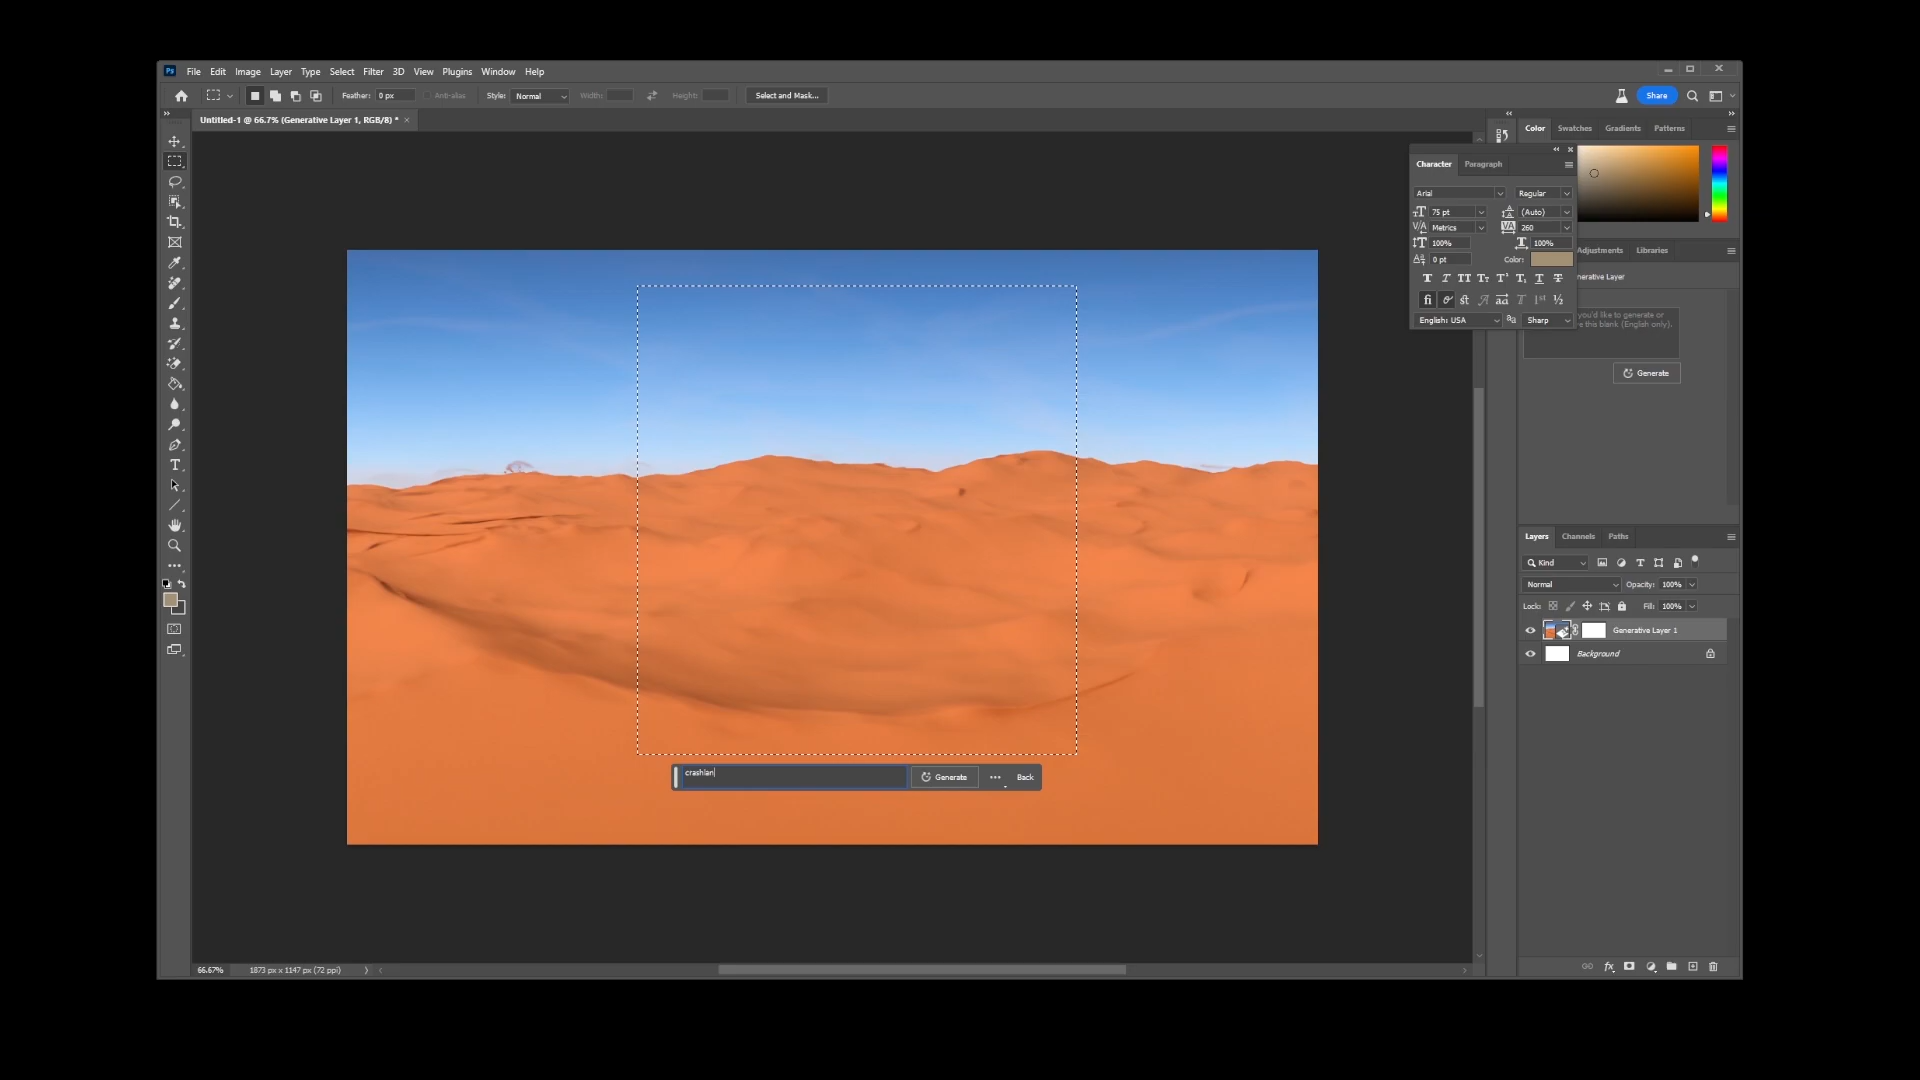 Ps File Edit Image Layer Type Select Filter 3D View Plugins Window Help
Feather: 0 px Anti-alias Style: Normal Width: Height: Select and Mask... Share
Untitled-1 @ 66.7% (Generative Layer 1, RGB/8) *
Color Swatches Gradients Patterns
Character Paragraph
Arial Regular
75 pt (Auto)
Metrics 260
100% 100%
0 pt Color:
English: USA Sharp
Adjustments Libraries
nerative Layer
you'd like to generate or
e this blank (English only).
Generate
crashlan Generate Back
Layers Channels Paths
Kind
Normal Opacity: 100%
Lock: Fill: 100%
Generative Layer 1
Background
66.67% 1873 px x 1147 px (72 ppi)